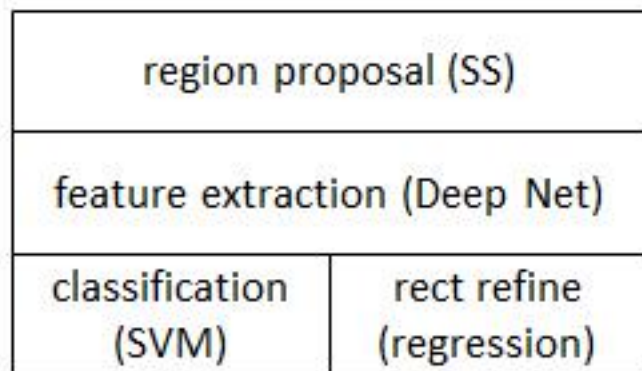 region proposal (SS)
feature extraction (Deep Net)
classification
(SVM)
rect refine
(regression)